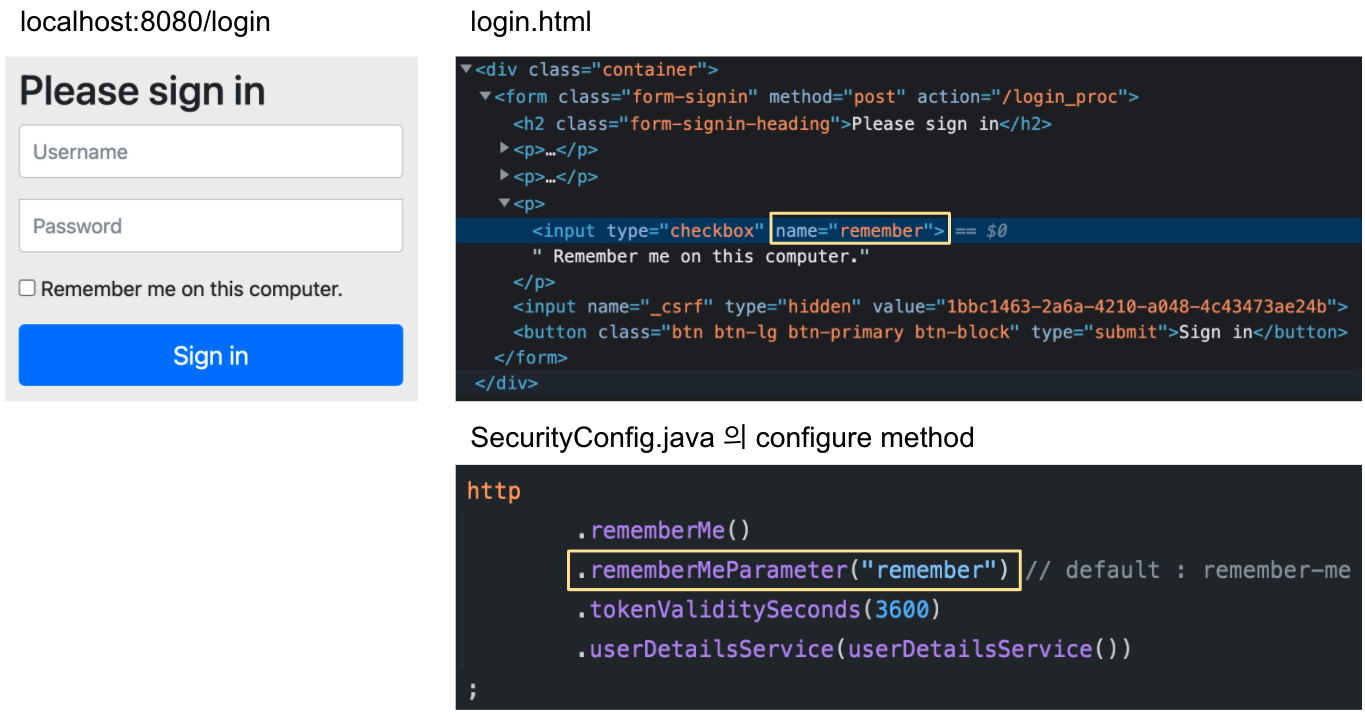 localhost:8080/login
Please sign in
Username
Password
Remember me on this computer.
Sign in
login.html
<div class="container">
<form class="form-signin" method="post" action="/login_proc">
<h2 class="form-signin-heading">Please sign in</h2>
<p>…</p>
<p>…</p>
<p>
<input type="checkbox" name="remember"> == $0
" Remember me on this computer."
</p>
<input name="_csrf" type="hidden" value="1bbc1463-2a6a-4210-a048-4c43473ae24b">
<button class="btn btn-lg btn-primary btn-block" type="submit">Sign in</button>
</form>
</div>
SecurityConfig.java 의 configure method
http
.rememberMe()
.rememberMeParameter("remember") // default : remember-me
.tokenValiditySeconds(3600)
.userDetailsService(userDetailsService())
;